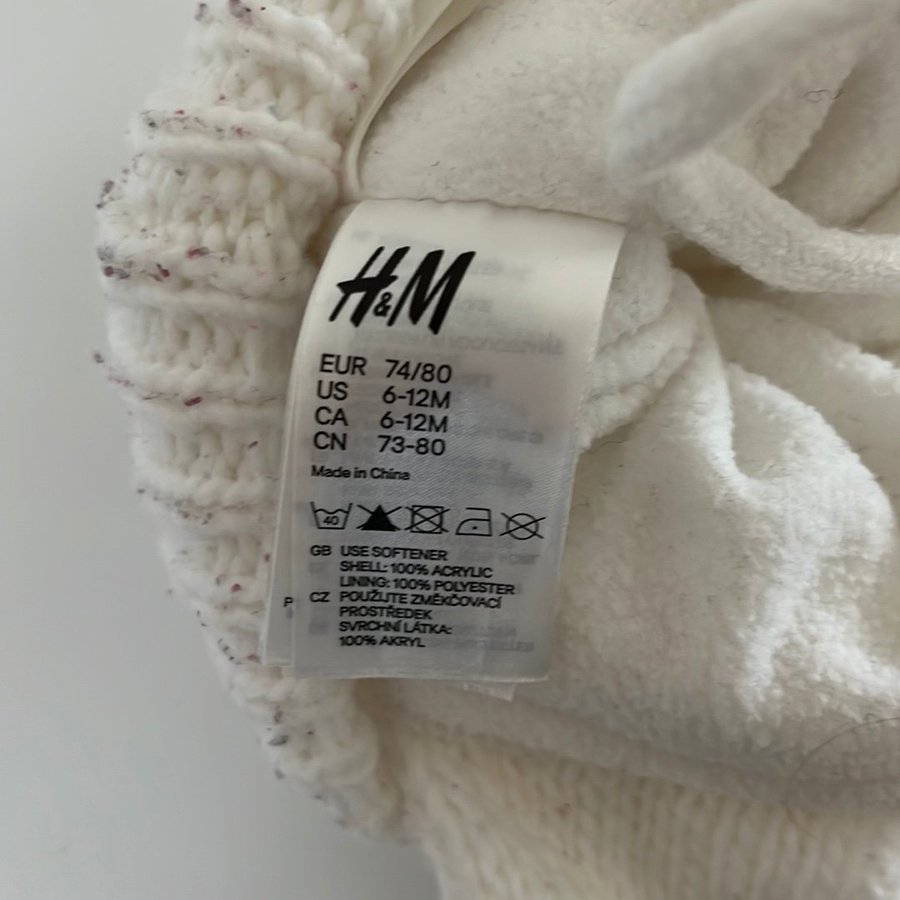 H&M
EUR 74/80
US 6-12M
CA 6-12M
CN 73-80
Made in China
40
GB USE SOFTENER
SHELL: 100% ACRYLIC
LINING: 100% POLYESTER
CZ POUŽIJTE ZMĚKČOVACÍ
PROSTŘEDEK
SVRCHNÍ LÁTKA:
100% AKRYL
P